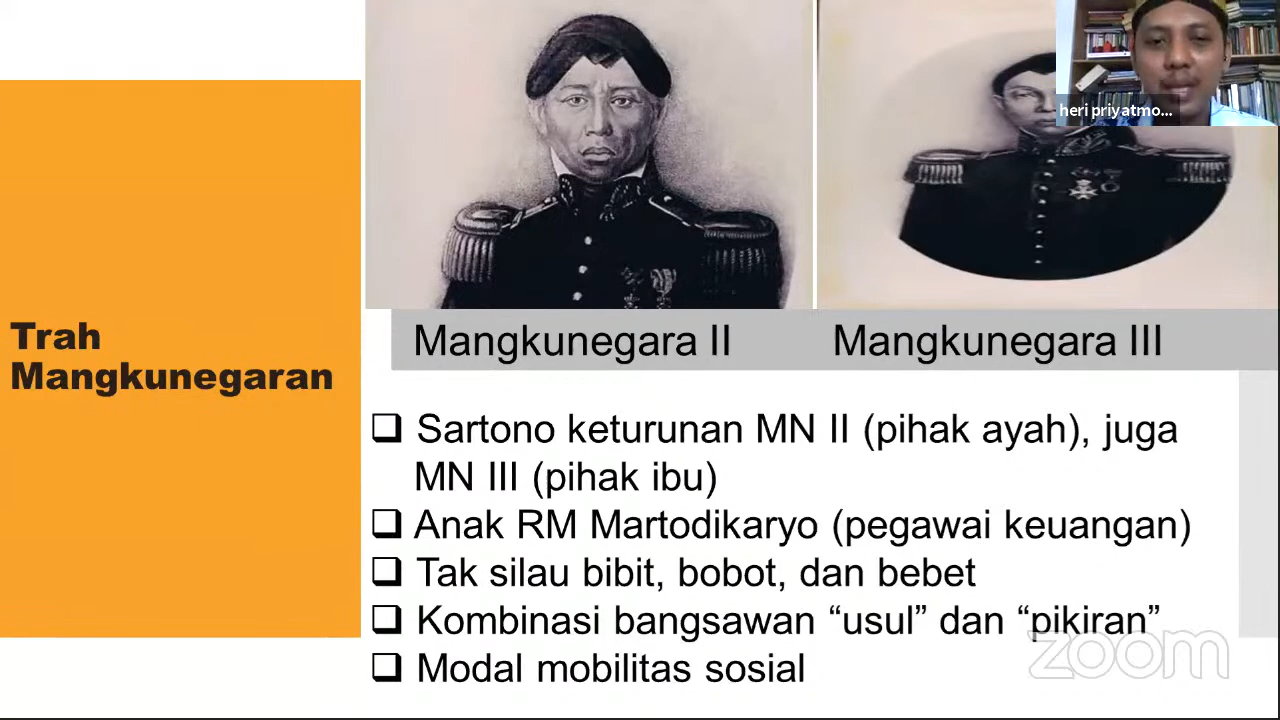 heri priyatmo...
Trah
Mangkunegaran
Mangkunegara II
Mangkunegara III
❑ Sartono keturunan MN II (pihak ayah), juga
MN III (pihak ibu)
❑ Anak RM Martodikaryo (pegawai keuangan)
❑ Tak silau bibit, bobot, dan bebet
❑ Kombinasi bangsawan “usul” dan “pikiran”
❑ Modal mobilitas sosial
zoom